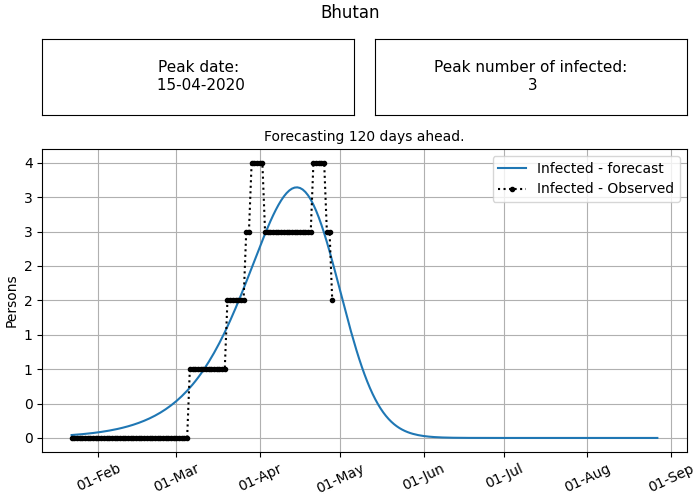 Bhutan
Peak date:
15-04-2020
Peak number of infected:
3
Forecasting 120 days ahead.
Infected - forecast
Infected - Observed
Persons
4
3
3
2
2
1
1
0
0
01-Feb
01-Mar
01-Apr
01-May
01-Jun
01-Jul
01-Aug
01-Sep